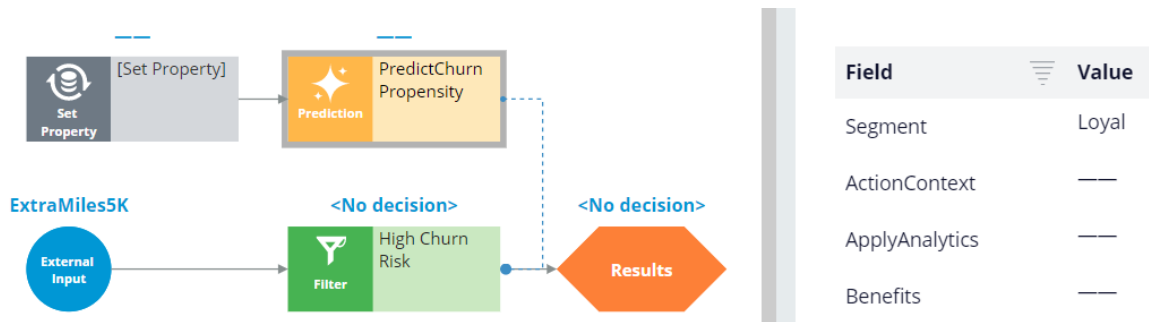 —— ——
[Set Property]
Set
Property
PredictChurn
Propensity
Prediction
ExtraMiles5K
<No decision>
<No decision>
External
Input
High Churn
Risk
Filter
Results
Field Value
Segment Loyal
ActionContext ——
ApplyAnalytics ——
Benefits ——